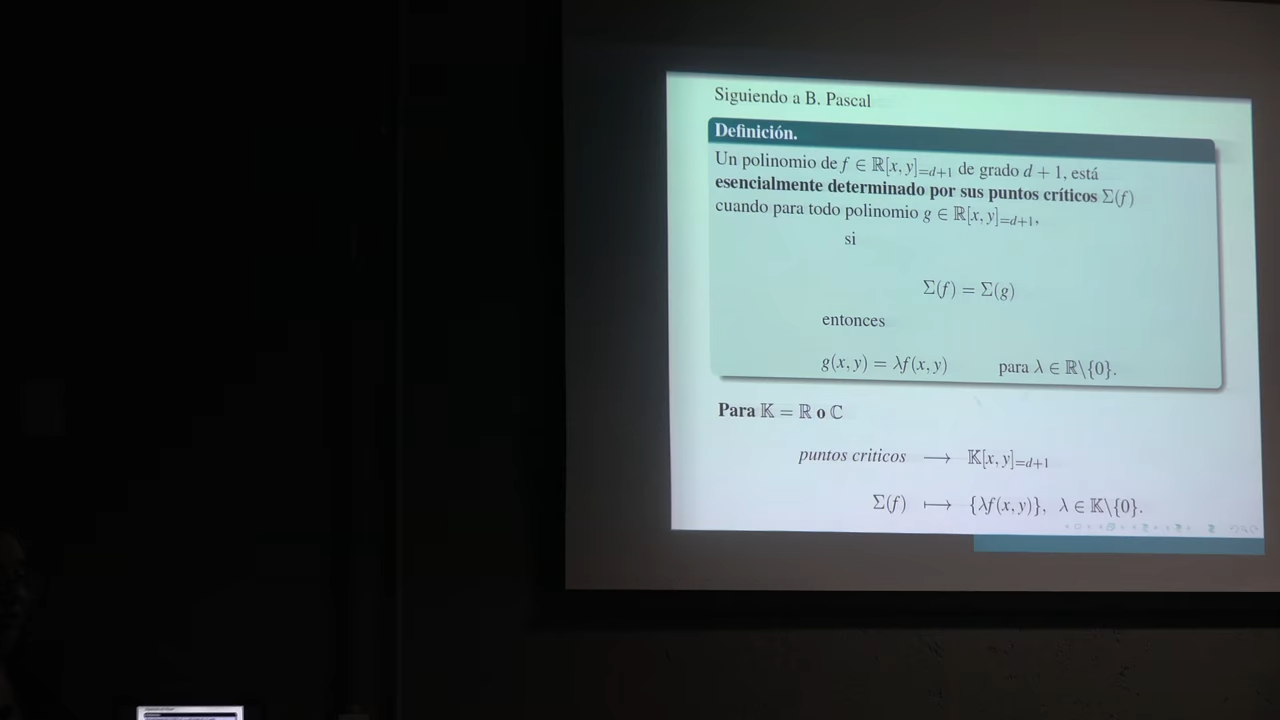 Siguiendo a B. Pascal
Definición.
Un polinomio de f ∈ ℝ[x, y]₌d₊₁ de grado d + 1, está
esencialmente determinado por sus puntos críticos Σ(f)
cuando para todo polinomio g ∈ ℝ[x, y]₌d₊₁,
si
Σ(f) = Σ(g)
entonces
g(x, y) = λf(x, y) para λ ∈ ℝ\{0}.
Para 𝕂 = ℝ o ℂ
puntos criticos ⟶ 𝕂[x, y]₌d₊₁
Σ(f) ⟼ {λf(x, y)}, λ ∈ 𝕂\{0}.